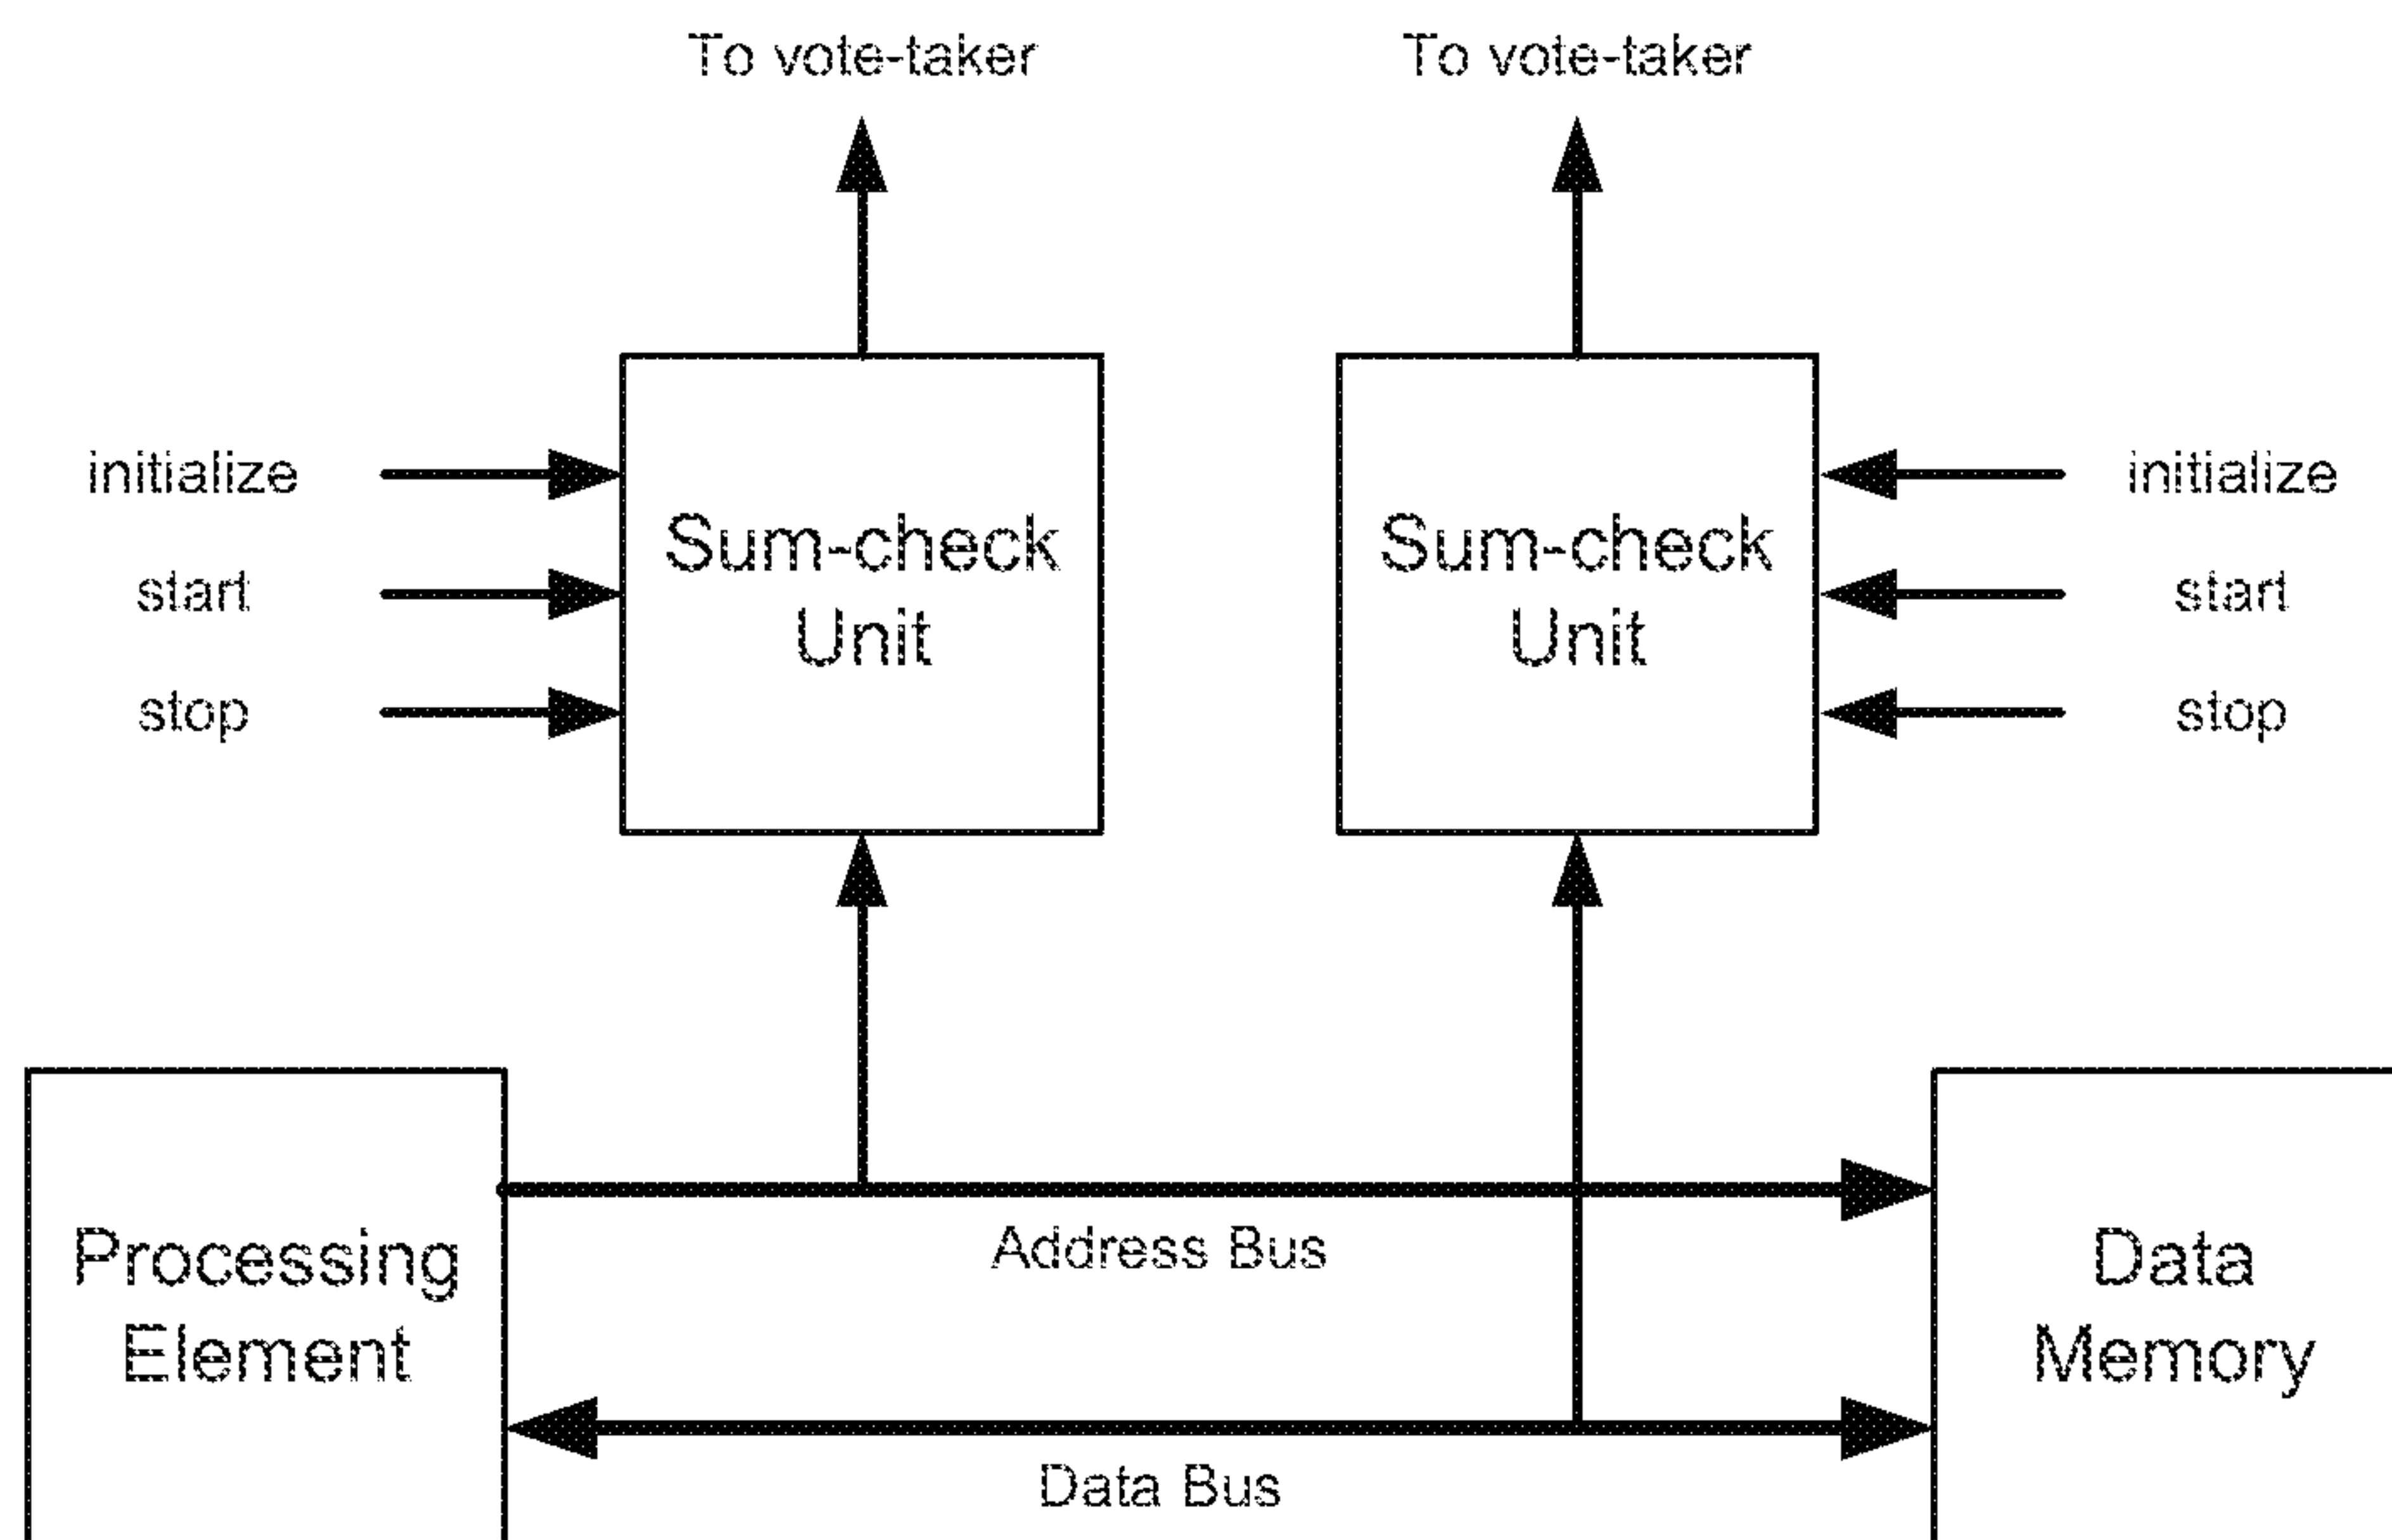 To vote-taker
To vote-taker
initialize
start
stop
Sum-check
Unit
Sum-check
Unit
initialize
start
stop
Processing
Element
Address Bus
Data Bus
Data
Memory